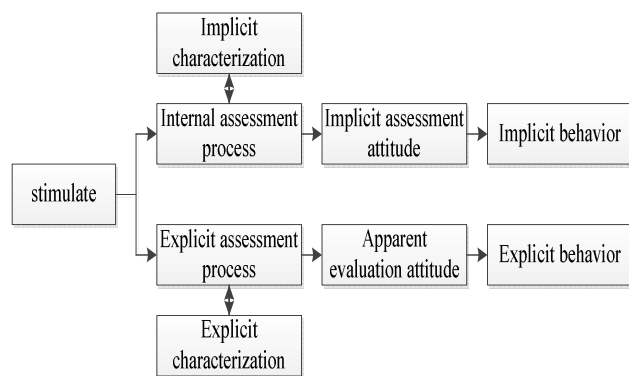 Implicit
characterization
Internal assessment
process
Implicit assessment
attitude
Implicit behavior
stimulate
Explicit assessment
process
Apparent
evaluation attitude
Explicit behavior
Explicit
characterization